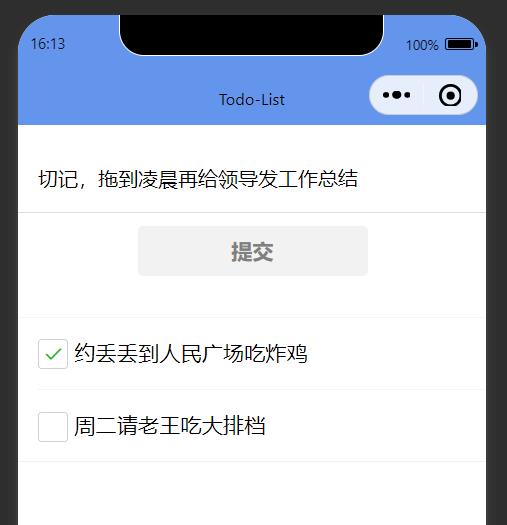 16:13
100%
Todo-List
切记，拖到凌晨再给领导发工作总结
提交
约丢丢到人民广场吃炸鸡
周二请老王吃大排档